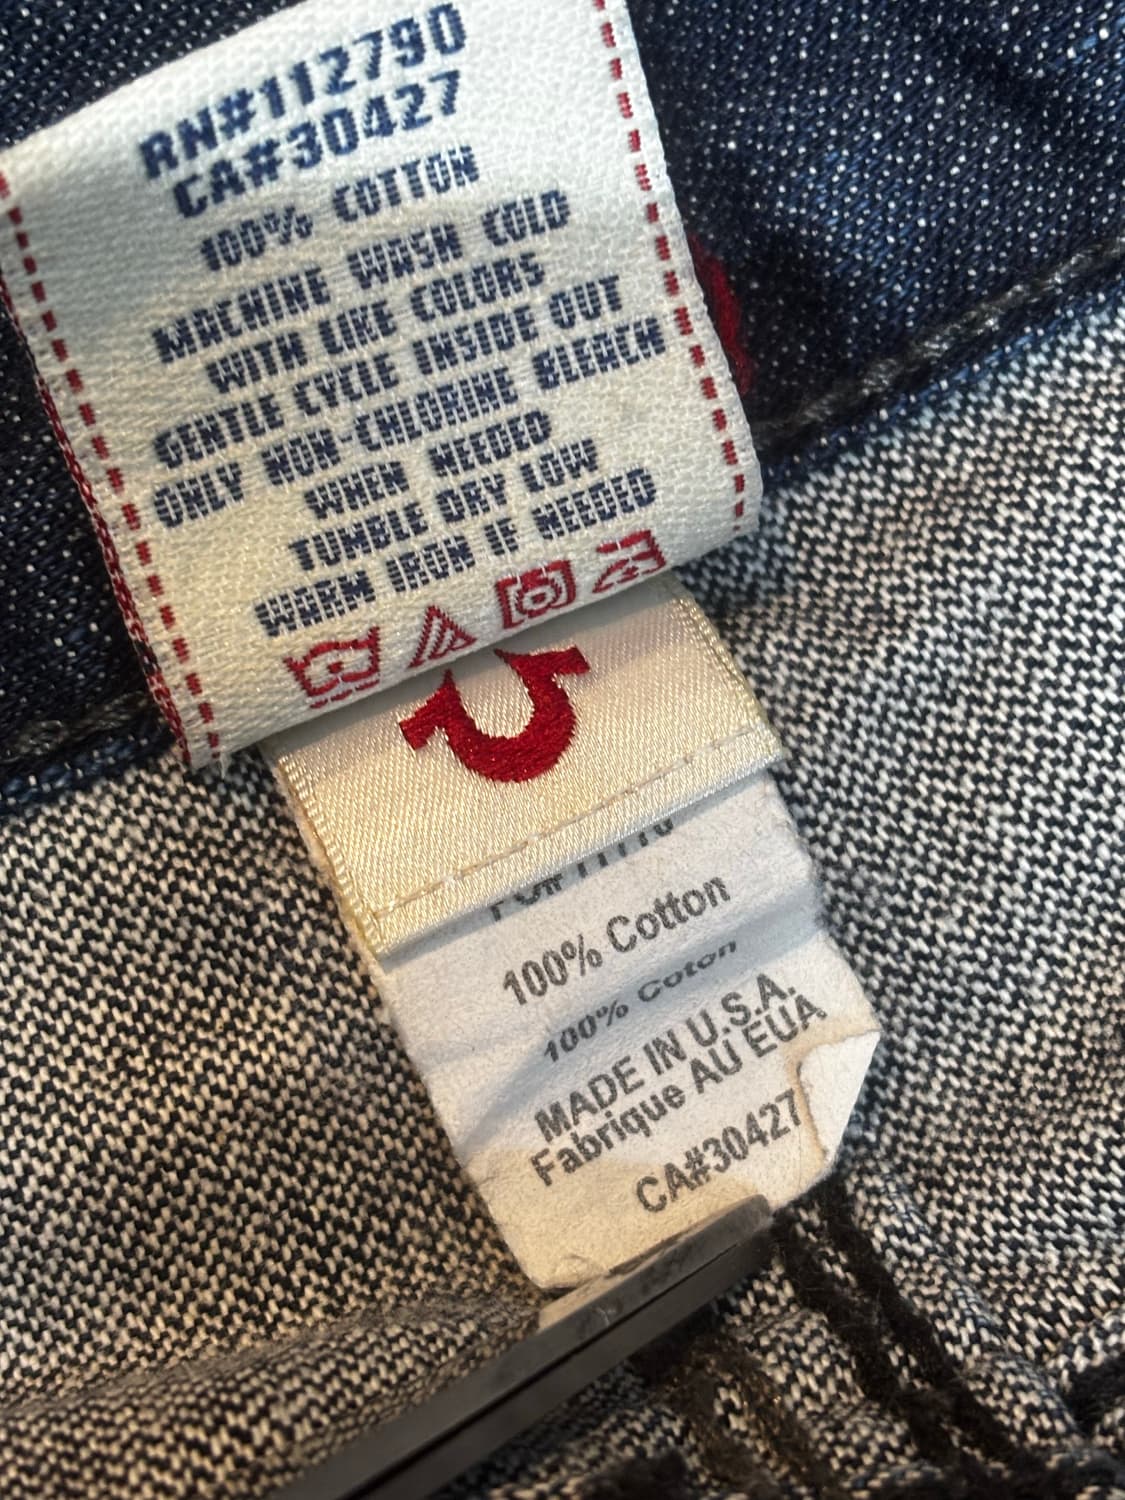 RN#112790
CA#30427
100% COTTON
MACHINE WASH COLD
WITH LIKE COLORS
GENTLE CYCLE INSIDE OUT
ONLY NON-CHLORINE BLEACH
WHEN NEEDED
TUMBLE DRY LOW
WARM IRON IF NEEDED
100% Cotton
100% Coton
MADE IN U.S.A.
Fabrique AU EUA
CA#30427